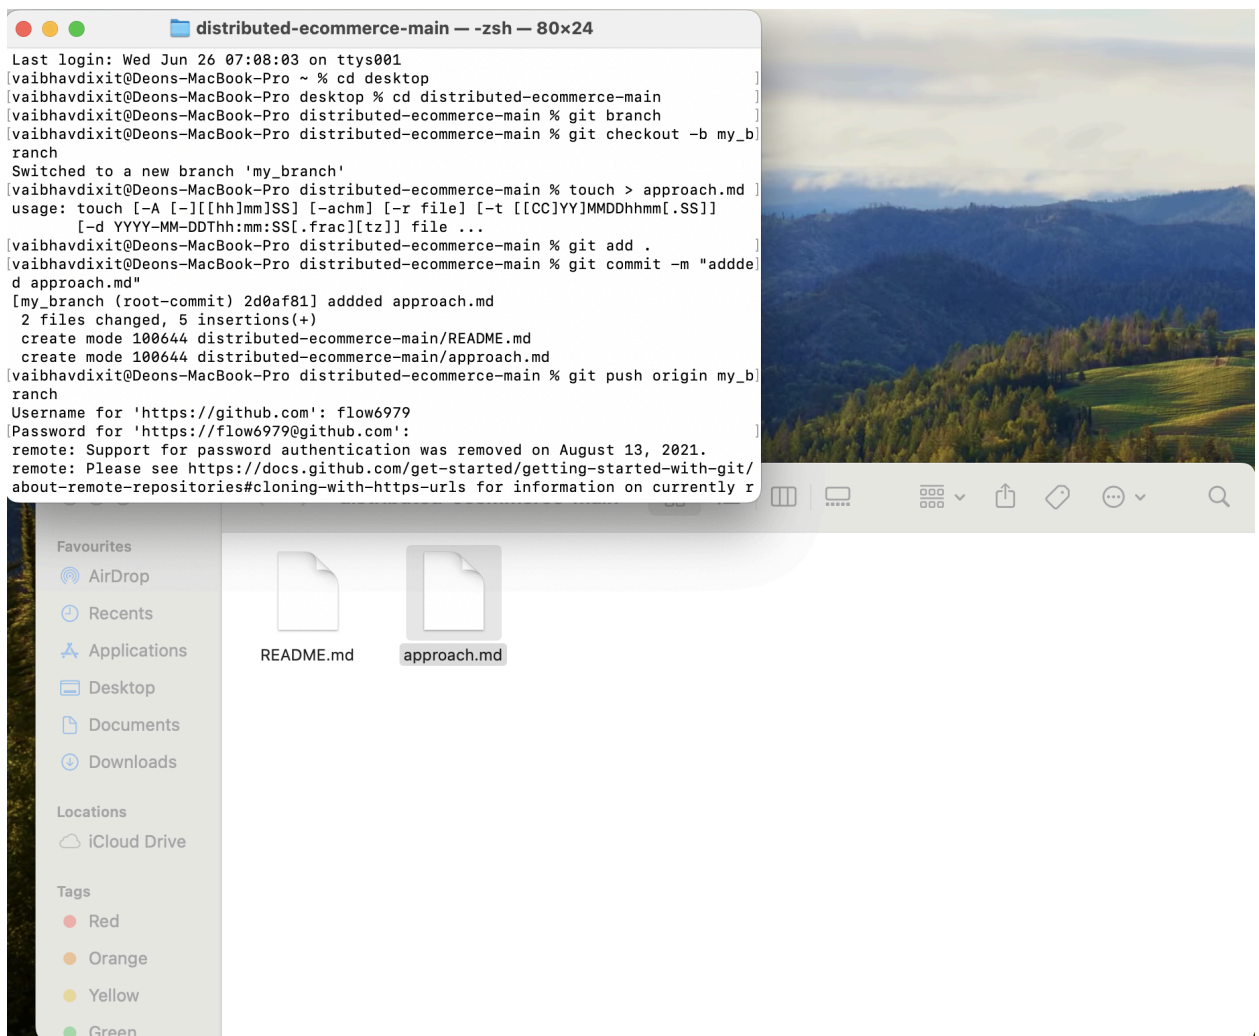 distributed-ecommerce-main — -zsh — 80×24
Last login: Wed Jun 26 07:08:03 on ttys001
[vaibhavdixit@Deons-MacBook-Pro ~ % cd desktop ]
[vaibhavdixit@Deons-MacBook-Pro desktop % cd distributed-ecommerce-main ]
[vaibhavdixit@Deons-MacBook-Pro distributed-ecommerce-main % git branch ]
[vaibhavdixit@Deons-MacBook-Pro distributed-ecommerce-main % git checkout -b my_b]
ranch
Switched to a new branch 'my_branch'
[vaibhavdixit@Deons-MacBook-Pro distributed-ecommerce-main % touch > approach.md ]
usage: touch [-A [-][[hh]mm]SS] [-achm] [-r file] [-t [[CC]YY]MMDDhhmm[.SS]]
[-d YYYY-MM-DDThh:mm:SS[.frac][tz]] file ...
[vaibhavdixit@Deons-MacBook-Pro distributed-ecommerce-main % git add . ]
[vaibhavdixit@Deons-MacBook-Pro distributed-ecommerce-main % git commit -m "addde]
d approach.md"
[my_branch (root-commit) 2d0af81] addded approach.md
2 files changed, 5 insertions(+)
create mode 100644 distributed-ecommerce-main/README.md
create mode 100644 distributed-ecommerce-main/approach.md
[vaibhavdixit@Deons-MacBook-Pro distributed-ecommerce-main % git push origin my_b]
ranch
Username for 'https://github.com': flow6979
[Password for 'https://flow6979@github.com': ]
remote: Support for password authentication was removed on August 13, 2021.
remote: Please see https://docs.github.com/get-started/getting-started-with-git/
about-remote-repositories#cloning-with-https-urls for information on currently r
Favourites
AirDrop
Recents
Applications
Desktop
Documents
Downloads
Locations
iCloud Drive
Tags
Red
Orange
Yellow
Green
README.md
approach.md